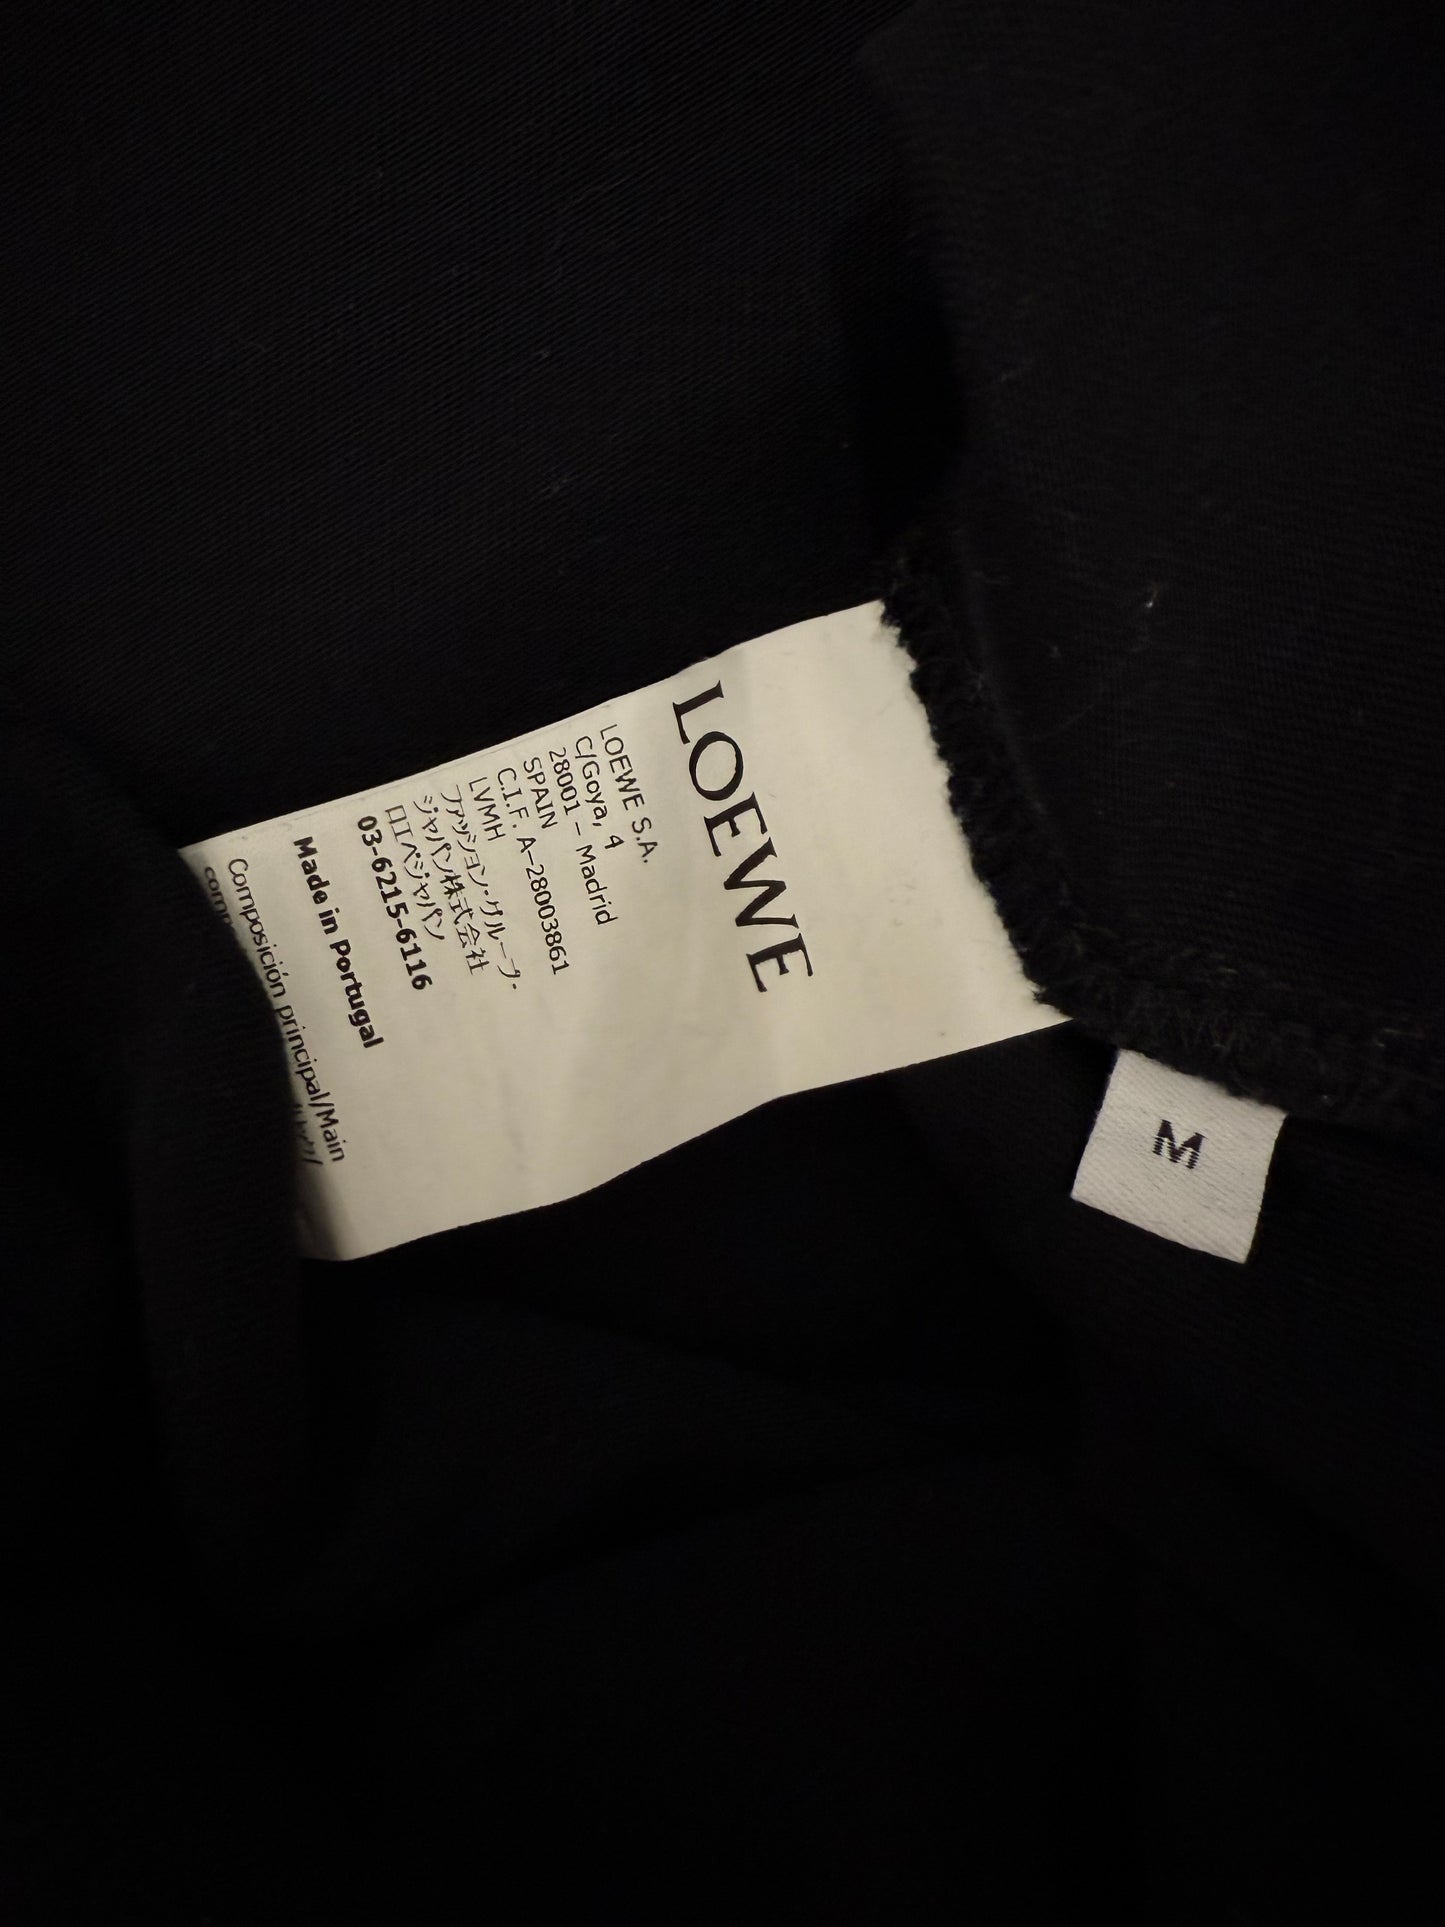 LOEWE
LOEWE S.A.
C/Goya, 4
28001 – Madrid
SPAIN
C.I.F. A-28003861
LVMH
ファッション・グループ・
ジャパン株式会社
ロエベジャパン
03-6215-6116
Made in Portugal
Composición principal/Main
M